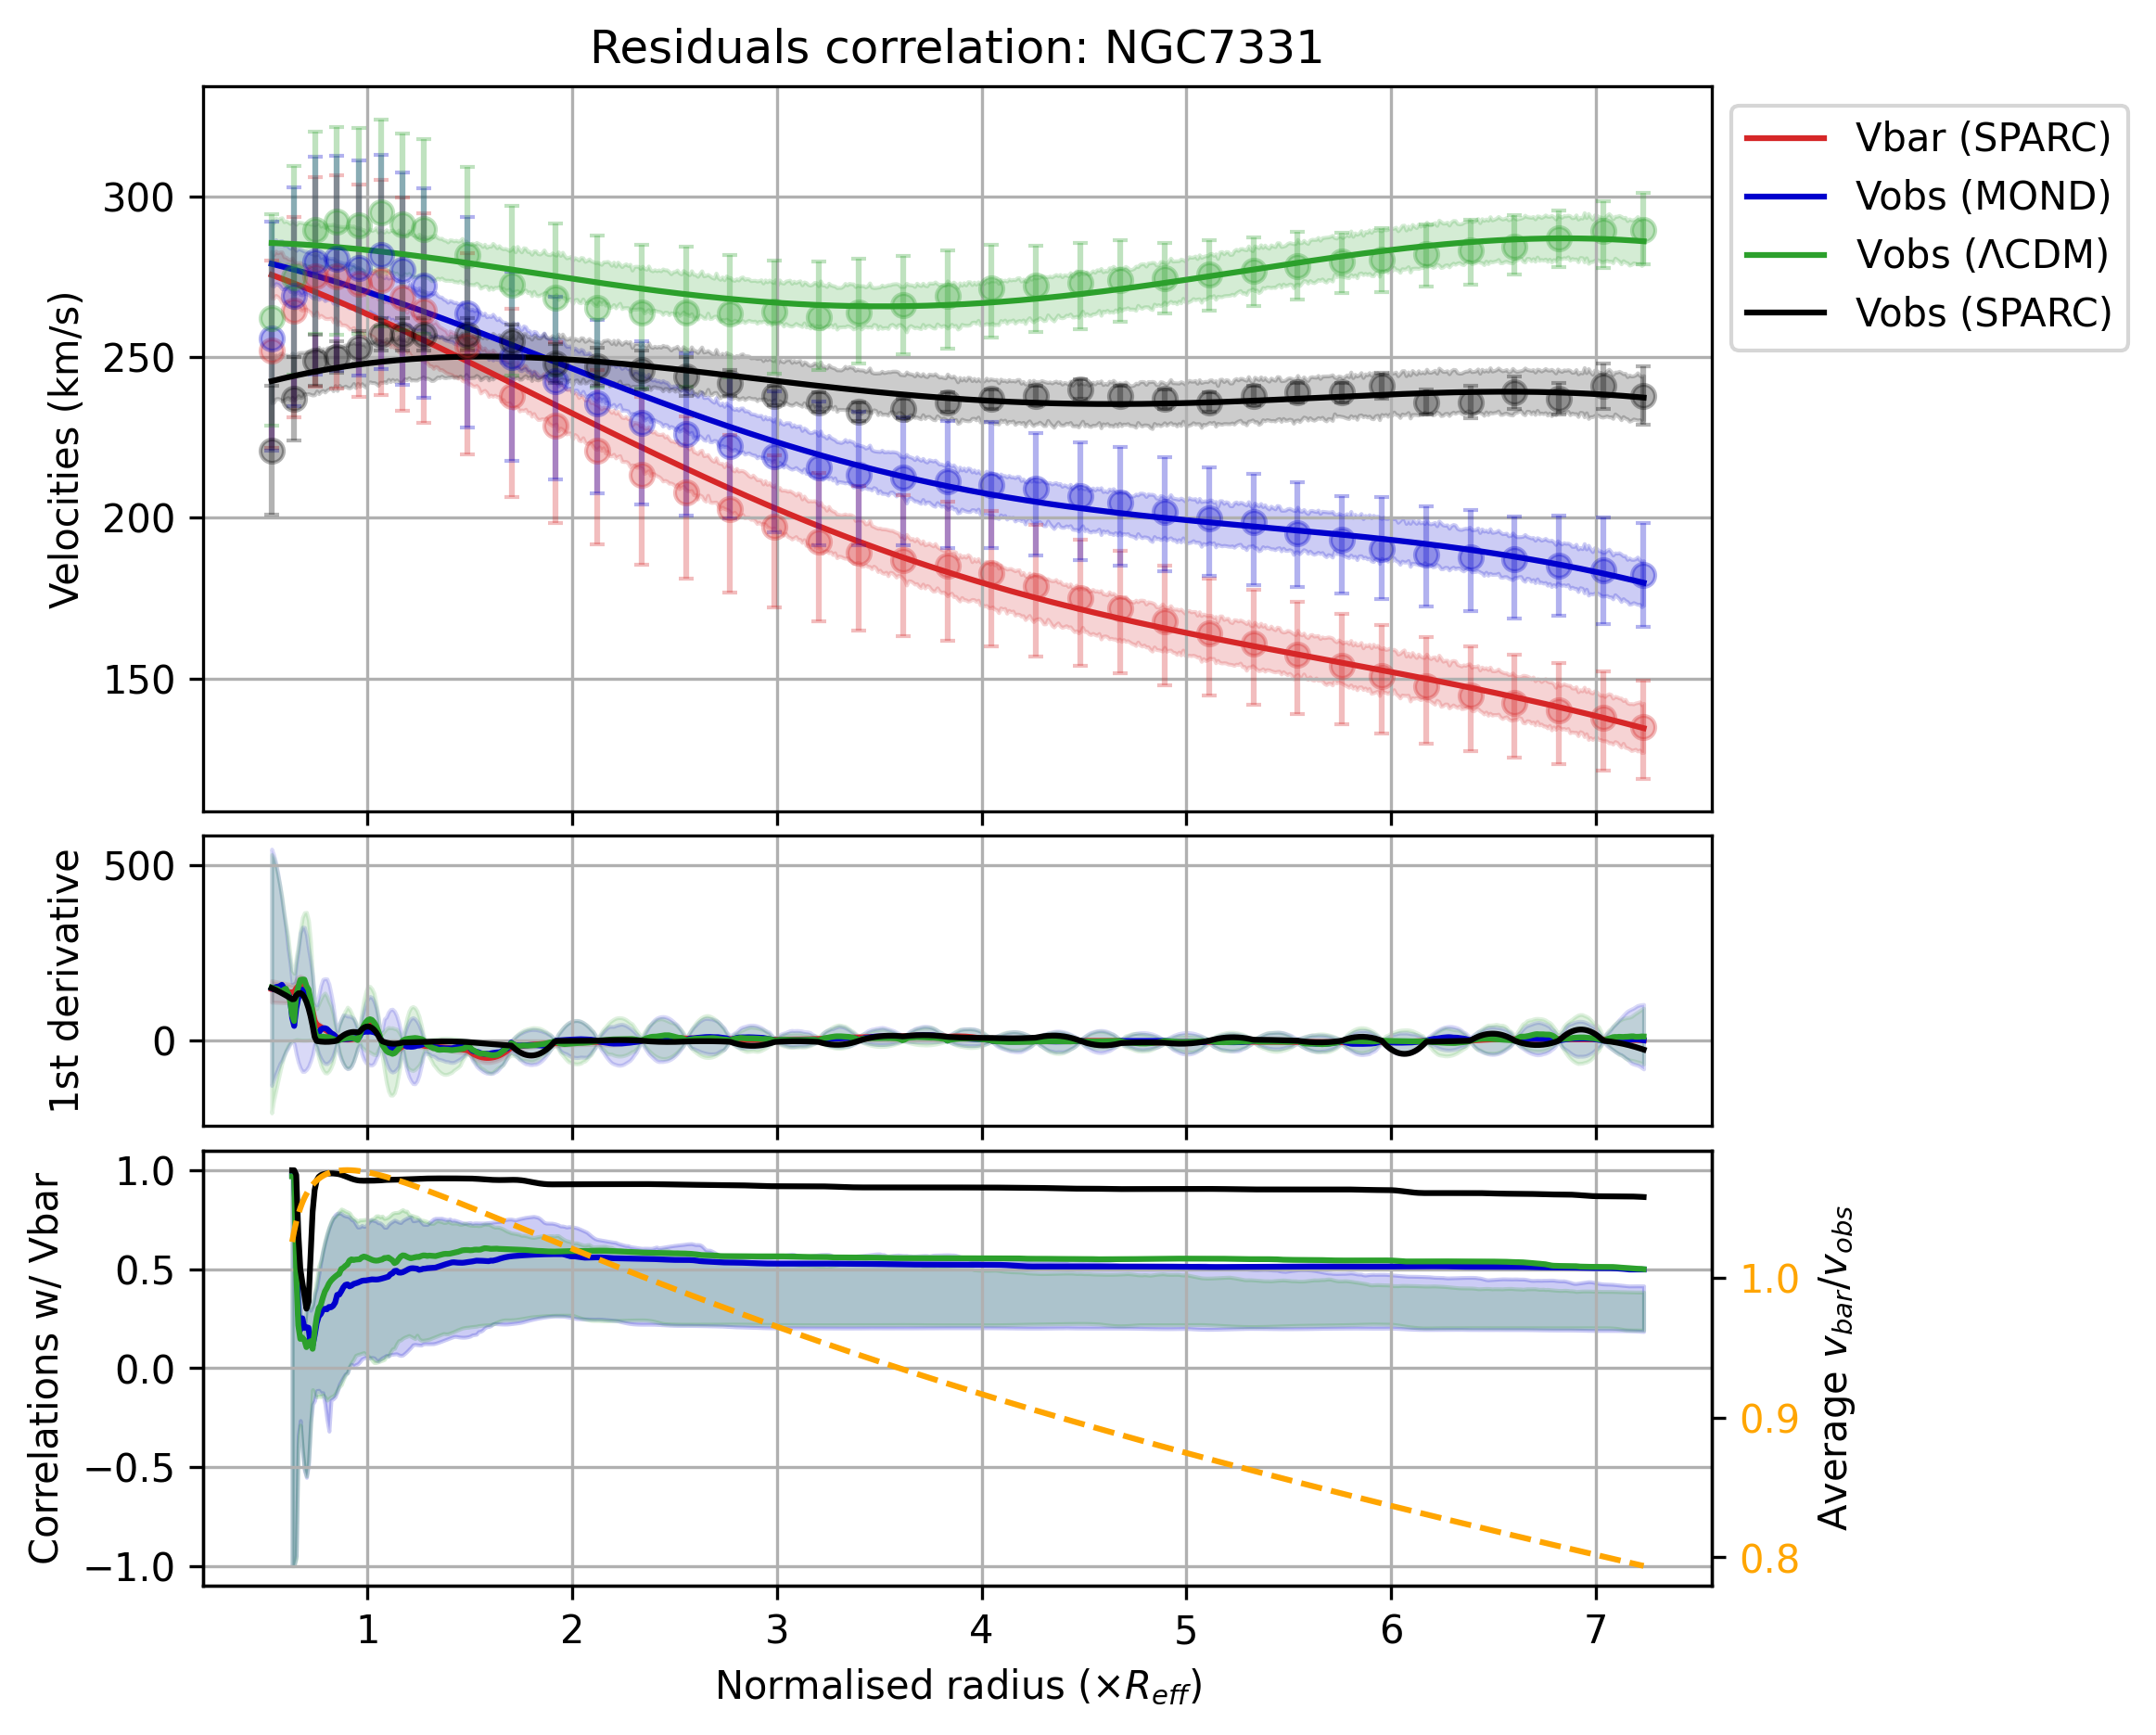 Residuals correlation: NGC7331
Velocities (km/s)
300
250
200
150
Vbar (SPARC)
Vobs (MOND)
Vobs (ΛCDM)
Vobs (SPARC)
1st derivative
500
0
Correlations w/ Vbar
1.0
0.5
0.0
−0.5
−1.0
1.0
0.9
0.8
Average v_bar/v_obs
1 2 3 4 5 6 7
Normalised radius (×R_eff)